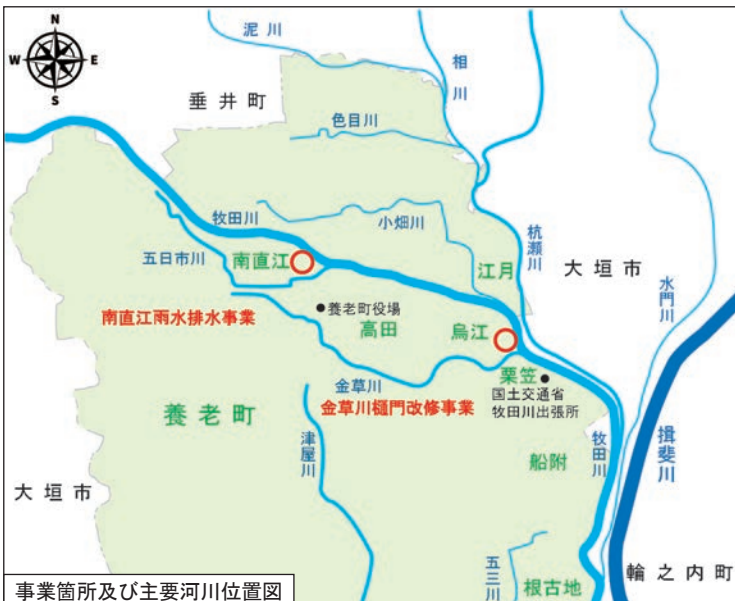 N
W
E
S
泥川
相川
垂井町
色目川
牧田川
小畑川
杭瀬川
五日市川
南直江
江月
大垣市
水門川
南直江雨水排水事業
●養老町役場
高田
烏江
栗笠
金草川
国土交通省
牧田川出張所
養老町
金草川樋門改修事業
津屋川
牧田川
揖斐川
船附
大垣市
五三川
根古地
輪之内町
事業箇所及び主要河川位置図